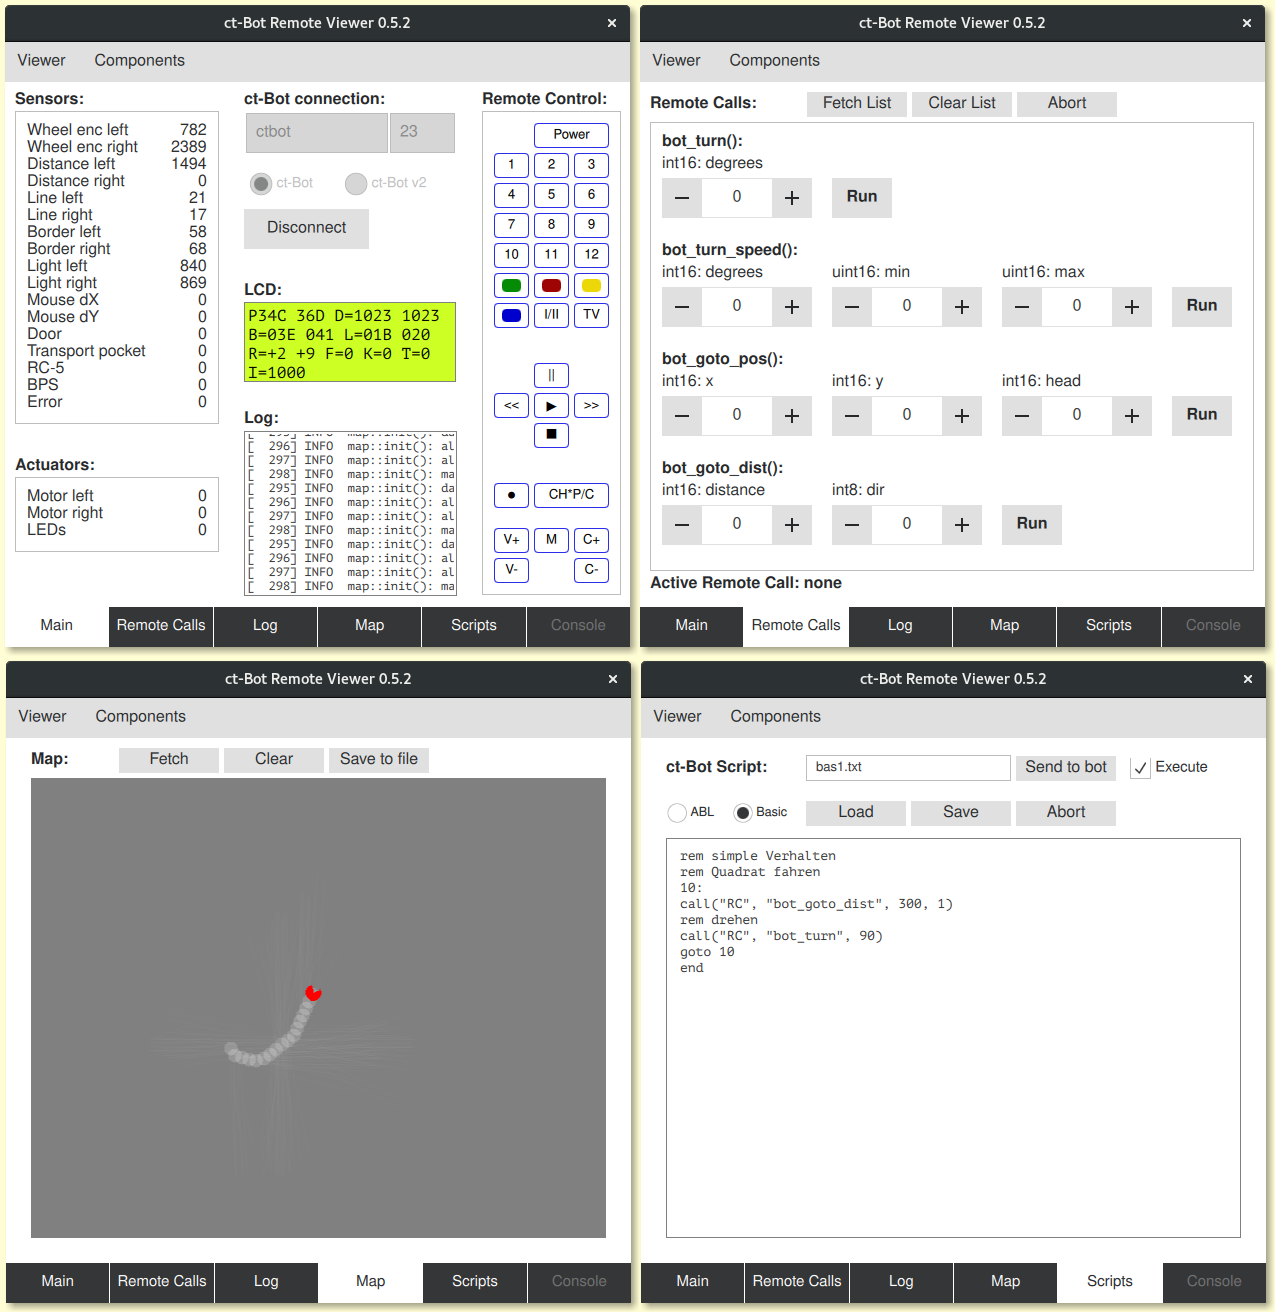 ct-Bot Remote Viewer 0.5.2 ×
Viewer Components
Sensors:
Wheel enc left 782
Wheel enc right 2389
Distance left 1494
Distance right 0
Line left 21
Line right 17
Border left 58
Border right 68
Light left 840
Light right 869
Mouse dX 0
Mouse dY 0
Door 0
Transport pocket 0
RC-5 0
BPS 0
Error 0
Actuators:
Motor left 0
Motor right 0
LEDs 0
ct-Bot connection:
ctbot 23
ct-Bot ct-Bot v2
Disconnect
LCD:
P34C 36D D=1023 1023
B=03E 041 L=01B 020
R=+2 +9 F=0 K=0 T=0
I=1000
Log:
[ 296] INFO map::init(): al
[ 297] INFO map::init(): al
[ 298] INFO map::init(): ma
[ 295] INFO map::init(): da
[ 296] INFO map::init(): al
[ 297] INFO map::init(): al
[ 298] INFO map::init(): ma
[ 295] INFO map::init(): da
[ 296] INFO map::init(): al
[ 297] INFO map::init(): al
[ 298] INFO map::init(): ma
Remote Control:
Power
1 2 3
4 5 6
7 8 9
10 11 12
I/II TV
||
<< ▶ >>
■
● CH*P/C
V+ M C+
V- C-
Main Remote Calls Log Map Scripts Console
ct-Bot Remote Viewer 0.5.2 ×
Viewer Components
Remote Calls: Fetch List Clear List Abort
bot_turn():
int16: degrees
− 0 + Run
bot_turn_speed():
int16: degrees uint16: min uint16: max
− 0 + − 0 + − 0 + Run
bot_goto_pos():
int16: x int16: y int16: head
− 0 + − 0 + − 0 + Run
bot_goto_dist():
int16: distance int8: dir
− 0 + − 0 + Run
Active Remote Call: none
Main Remote Calls Log Map Scripts Console
ct-Bot Remote Viewer 0.5.2 ×
Viewer Components
Map: Fetch Clear Save to file
Main Remote Calls Log Map Scripts Console
ct-Bot Remote Viewer 0.5.2 ×
Viewer Components
ct-Bot Script: bas1.txt Send to bot Execute
ABL Basic Load Save Abort
rem simple Verhalten
rem Quadrat fahren
10:
call("RC", "bot_goto_dist", 300, 1)
rem drehen
call("RC", "bot_turn", 90)
goto 10
end
Main Remote Calls Log Map Scripts Console